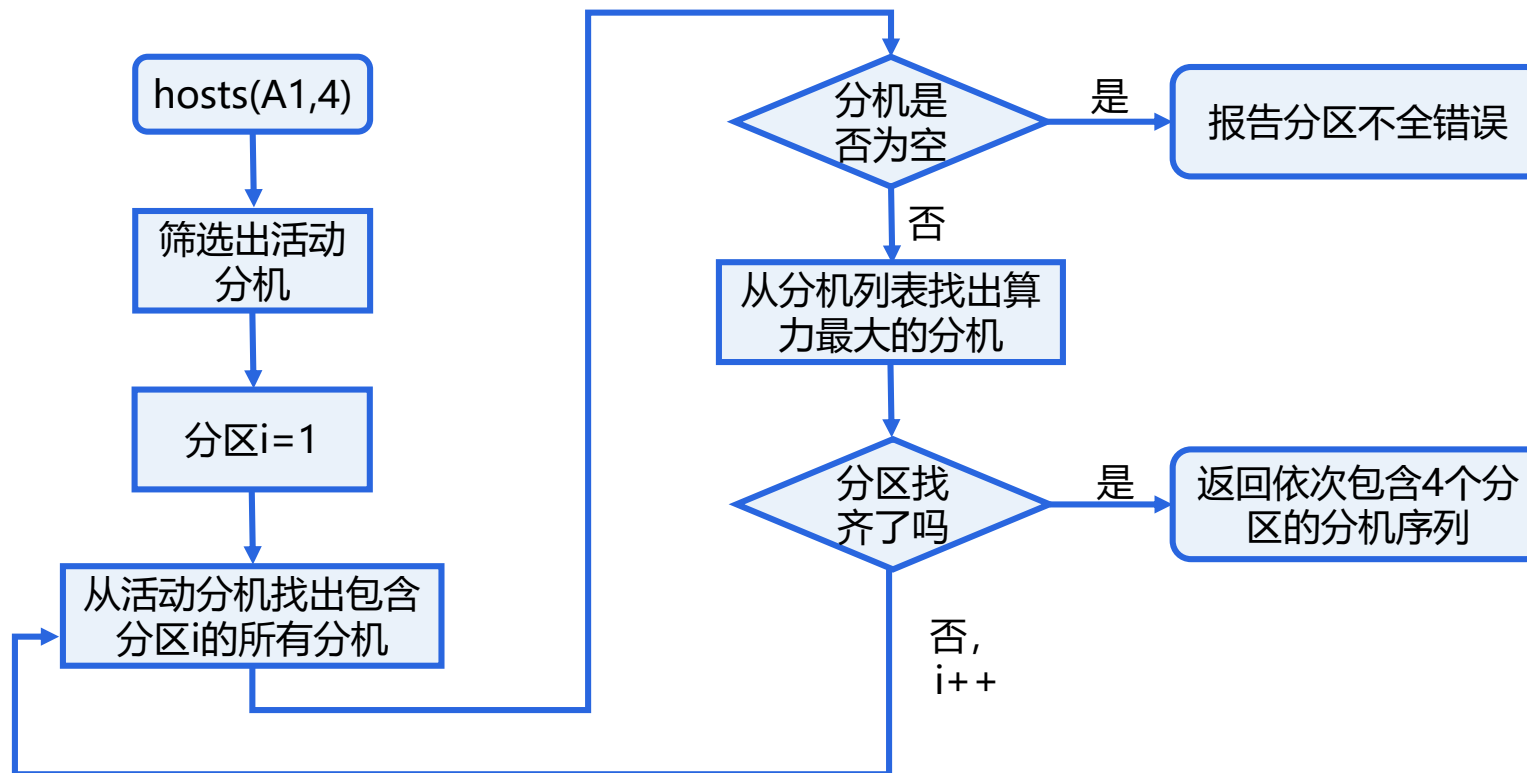 hosts(A1,4)
筛选出活动
分机
分区i=1
从活动分机找出包含
分区i的所有分机
分机是
否为空
是
报告分区不全错误
否
从分机列表找出算
力最大的分机
分区找
齐了吗
是
返回依次包含4个分
区的分机序列
否,
i++